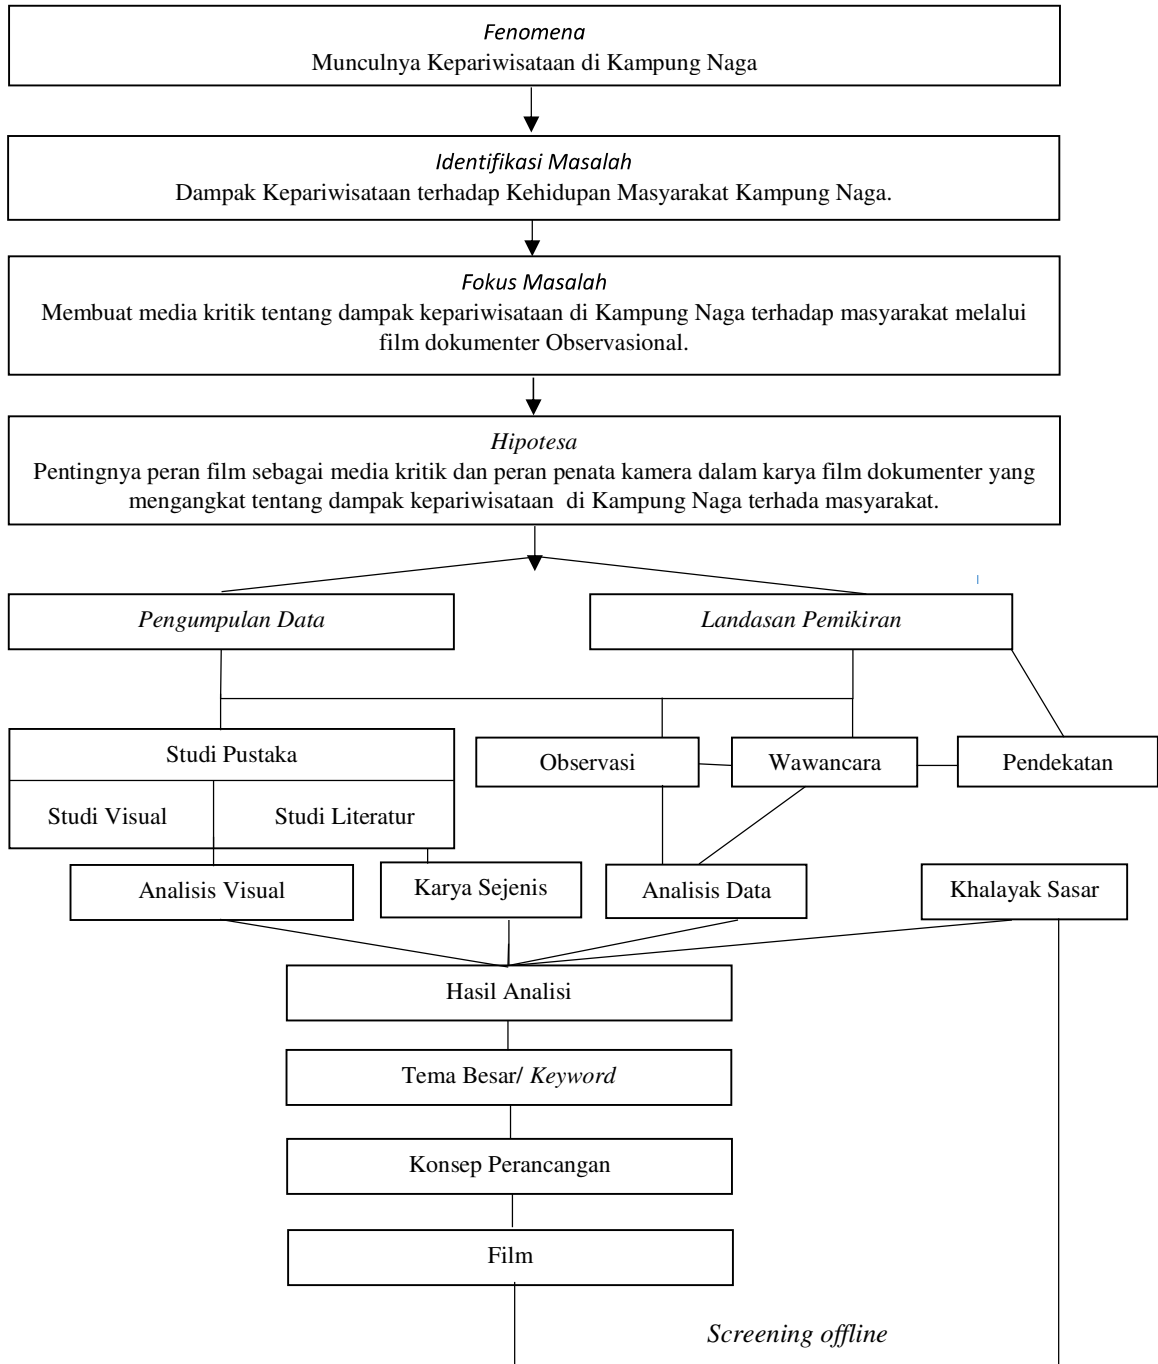 Fenomena
Munculnya Kepariwisataan di Kampung Naga
Identifikasi Masalah
Dampak Kepariwisataan terhadap Kehidupan Masyarakat Kampung Naga.
Fokus Masalah
Membuat media kritik tentang dampak kepariwisataan di Kampung Naga terhadap masyarakat melalui
film dokumenter Observasional.
Hipotesa
Pentingnya peran film sebagai media kritik dan peran penata kamera dalam karya film dokumenter yang
mengangkat tentang dampak kepariwisataan di Kampung Naga terhada masyarakat.
Pengumpulan Data
Landasan Pemikiran
Studi Pustaka
Observasi
Wawancara
Pendekatan
Studi Visual
Studi Literatur
Analisis Visual
Karya Sejenis
Analisis Data
Khalayak Sasar
Hasil Analisi
Tema Besar/ Keyword
Konsep Perancangan
Film
Screening offline